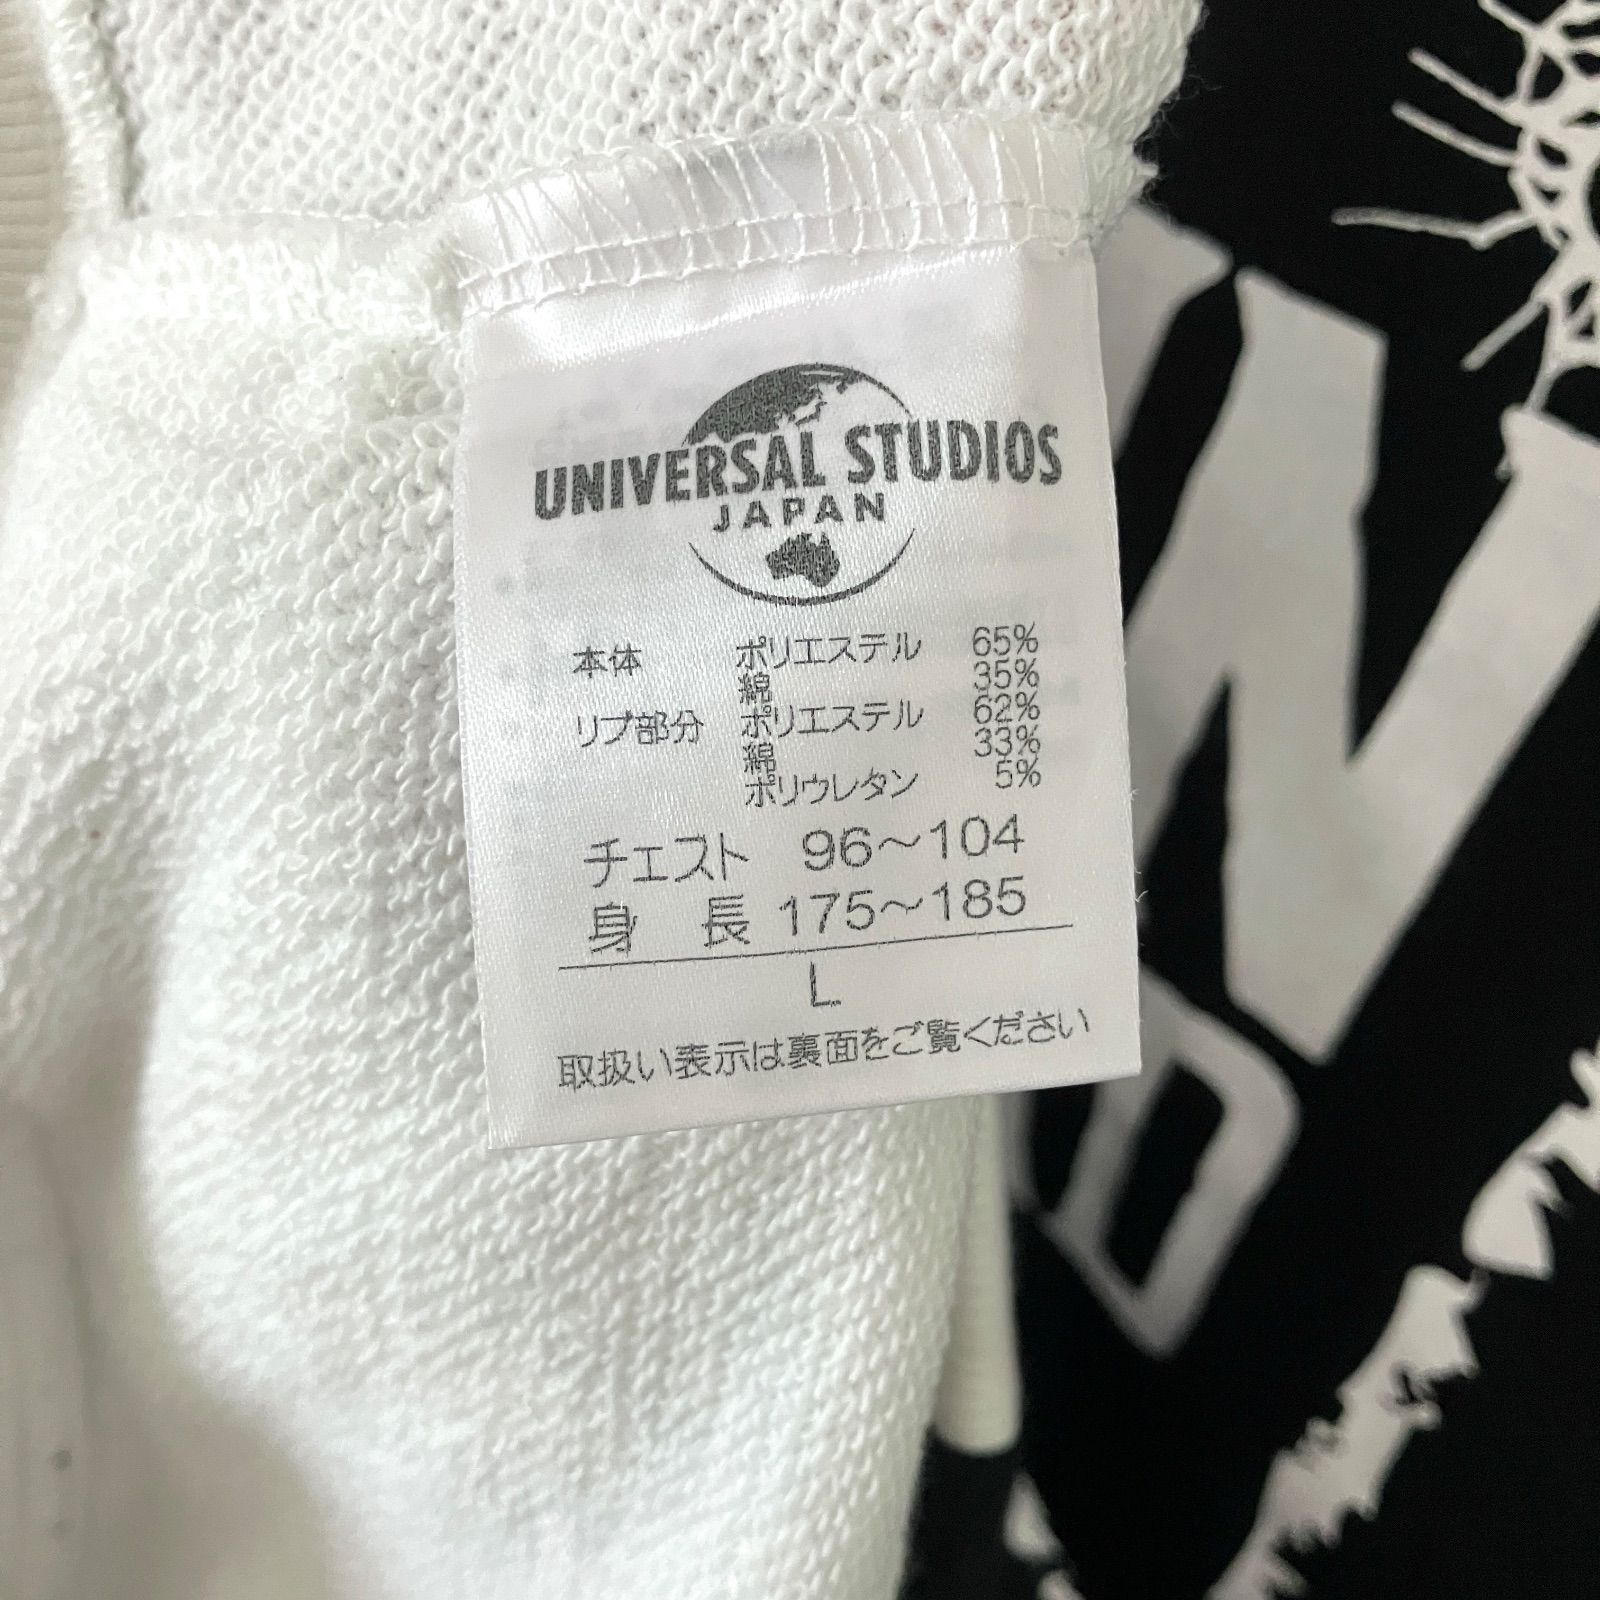 UNIVERSAL STUDIOS
JAPAN
本体 ポリエステル 65%
綿 35%
リブ部分 ポリエステル 62%
綿 33%
ポリウレタン 5%
チェスト 96～104
身長 175～185
L
取扱い表示は裏面をご覧ください